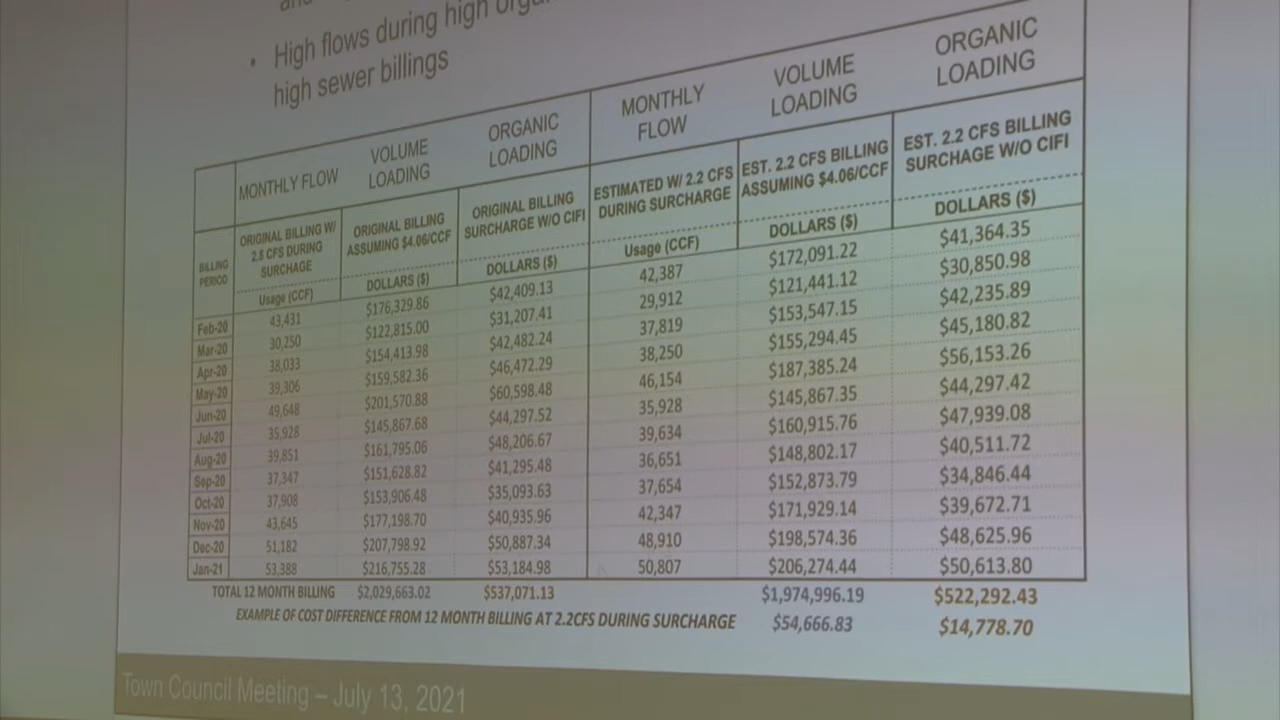 and
• High flows during high orga
high sewer billings
MONTHLY FLOW VOLUME LOADING ORGANIC LOADING MONTHLY FLOW VOLUME LOADING ORGANIC LOADING
BILLING PERIOD ORIGINAL BILLING W/ 2.5 CFS DURING SURCHAGE ORIGINAL BILLING ASSUMING $4.06/CCF ORIGINAL BILLING SURCHARGE W/O CIFI ESTIMATED W/ 2.2 CFS DURING SURCHARGE EST. 2.2 CFS BILLING ASSUMING $4.06/CCF EST. 2.2 CFS BILLING SURCHAGE W/O CIFI
Usage (CCF) DOLLARS ($) DOLLARS ($) Usage (CCF) DOLLARS ($) DOLLARS ($)
Feb-20 43,431 $176,329.86 $42,409.13 42,387 $172,091.22 $41,364.35
Mar-20 30,250 $122,815.00 $31,207.41 29,912 $121,441.12 $30,850.98
Apr-20 38,033 $154,413.98 $42,482.24 37,819 $153,547.15 $42,235.89
May-20 39,306 $159,582.36 $46,472.29 38,250 $155,294.45 $45,180.82
Jun-20 49,648 $201,570.88 $60,598.48 46,154 $187,385.24 $56,153.26
Jul-20 35,928 $145,867.68 $44,297.52 35,928 $145,867.35 $44,297.42
Aug-20 39,851 $161,795.06 $48,206.67 39,634 $160,915.76 $47,939.08
Sep-20 37,347 $151,628.82 $41,295.48 36,651 $148,802.17 $40,511.72
Oct-20 37,908 $153,906.48 $35,093.63 37,654 $152,873.79 $34,846.44
Nov-20 43,645 $177,198.70 $40,935.96 42,347 $171,929.14 $39,672.71
Dec-20 51,182 $207,798.92 $50,887.34 48,910 $198,574.36 $48,625.96
Jan-21 53,388 $216,755.28 $53,184.98 50,807 $206,274.44 $50,613.80
TOTAL 12 MONTH BILLING $2,029,663.02 $537,071.13 $1,974,996.19 $522,292.43
EXAMPLE OF COST DIFFERENCE FROM 12 MONTH BILLING AT 2.2CFS DURING SURCHARGE $54,666.83 $14,778.70
Town Council Meeting – July 13, 2021